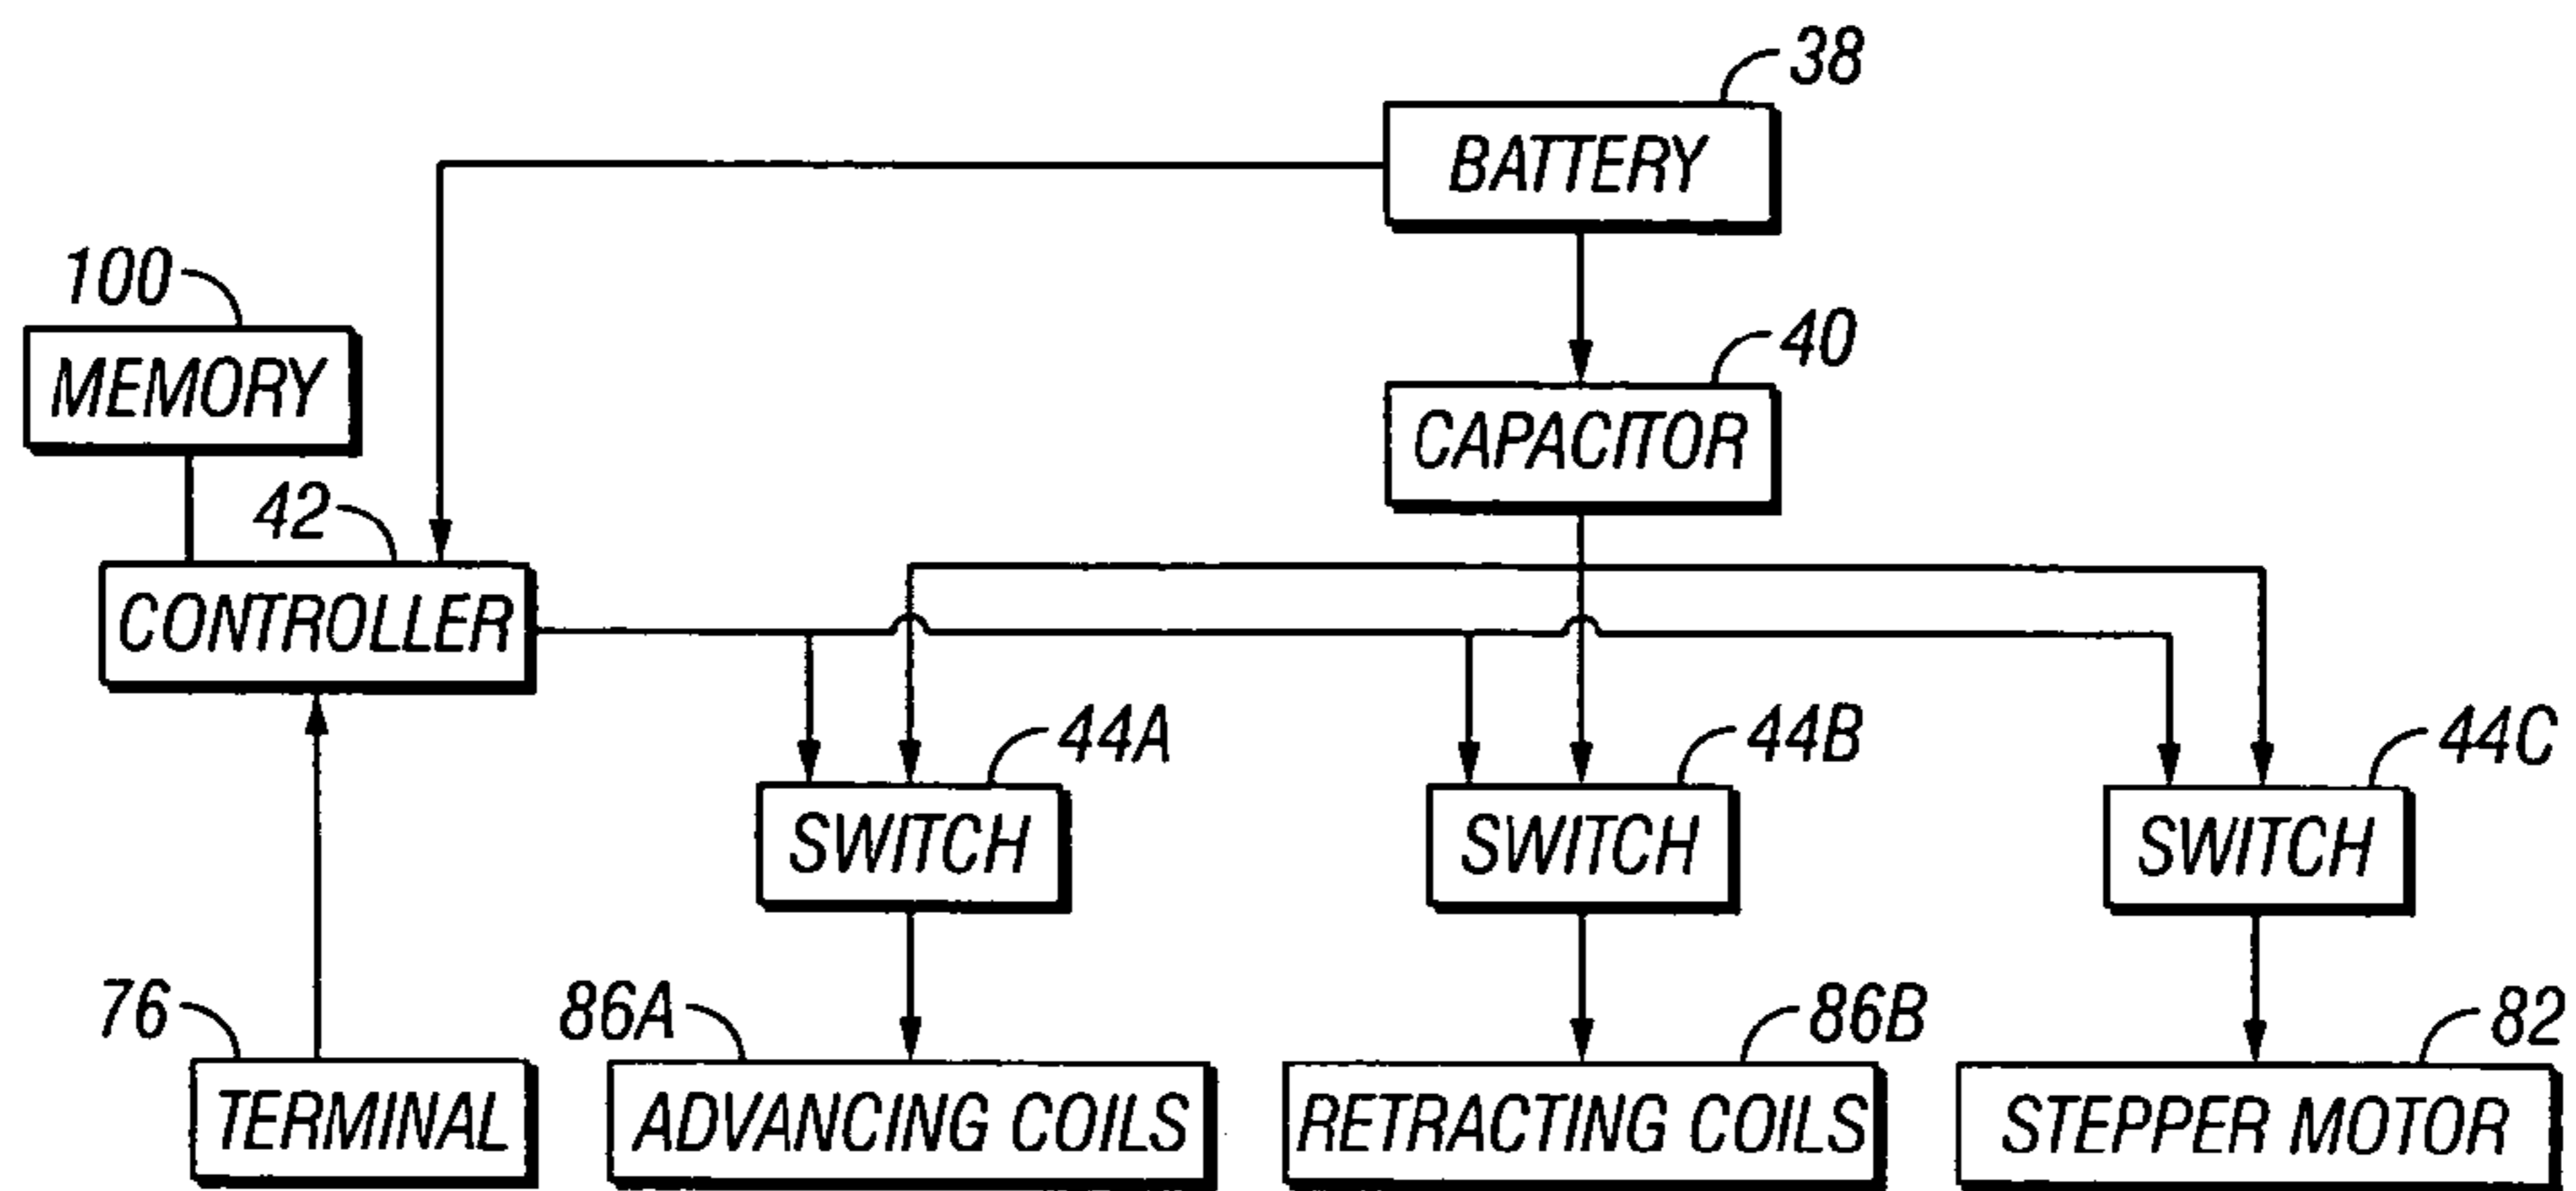 38
BATTERY
100
MEMORY
40
CAPACITOR
42
CONTROLLER
44A
44B
44C
SWITCH
SWITCH
SWITCH
76
86A
86B
82
TERMINAL
ADVANCING COILS
RETRACTING COILS
STEPPER MOTOR